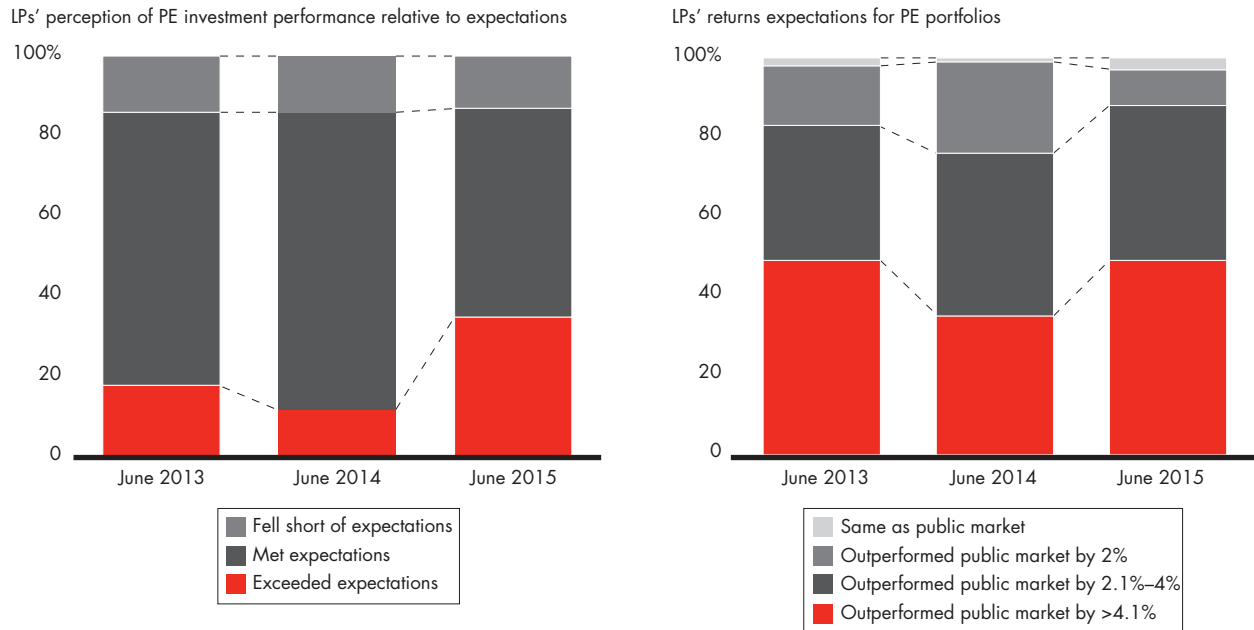 LPs’ perception of PE investment performance relative to expectations
100%
80
60
40
20
0
June 2013
June 2014
June 2015
Fell short of expectations
Met expectations
Exceeded expectations
LPs’ returns expectations for PE portfolios
100%
80
60
40
20
0
June 2013
June 2014
June 2015
Same as public market
Outperformed public market by 2%
Outperformed public market by 2.1%–4%
Outperformed public market by >4.1%